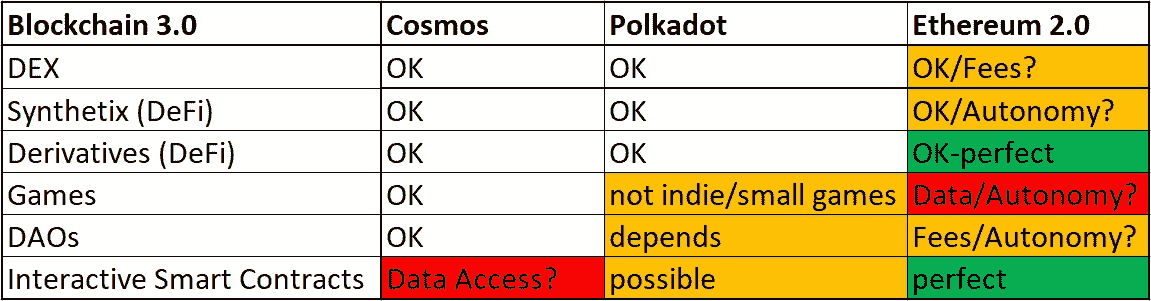 Blockchain 3.0 Cosmos Polkadot Ethereum 2.0
DEX OK OK OK/Fees?
Synthetix (DeFi) OK OK OK/Autonomy?
Derivatives (DeFi) OK OK OK-perfect
Games OK not indie/small games Data/Autonomy?
DAOs OK depends Fees/Autonomy?
Interactive Smart Contracts Data Access? possible perfect